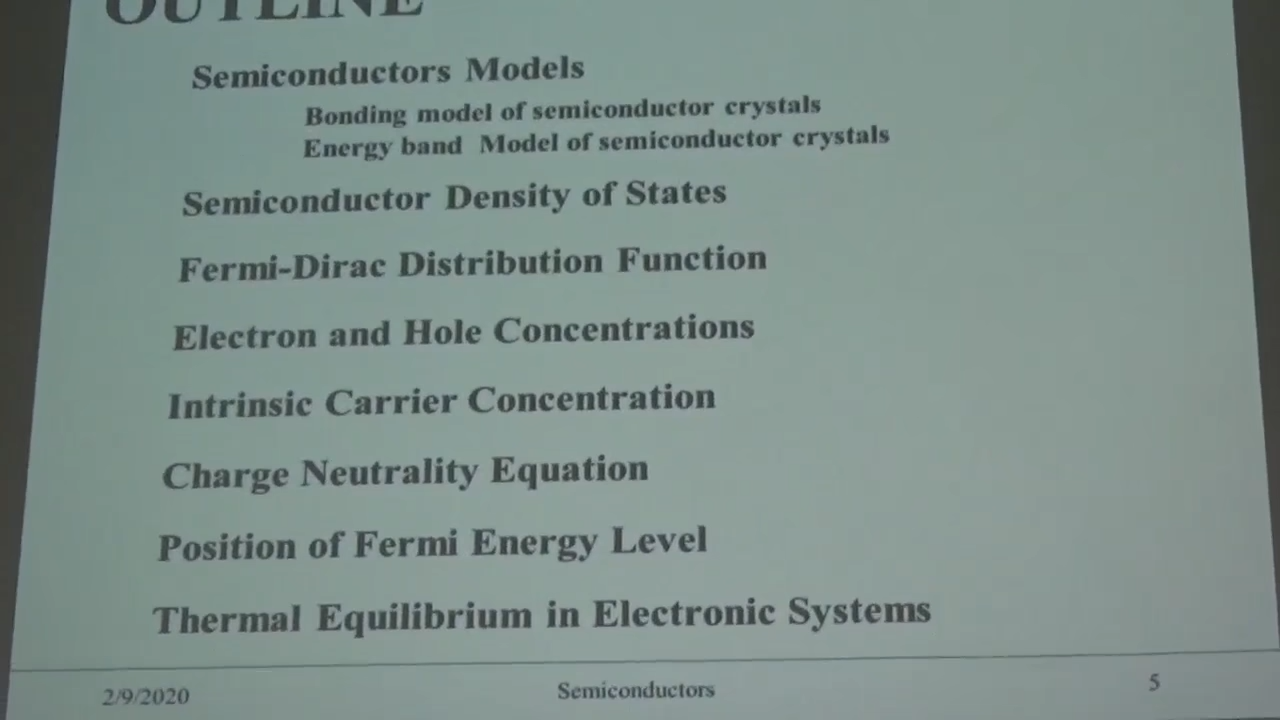 OUTLINE
Semiconductors Models
Bonding model of semiconductor crystals
Energy band Model of semiconductor crystals
Semiconductor Density of States
Fermi-Dirac Distribution Function
Electron and Hole Concentrations
Intrinsic Carrier Concentration
Charge Neutrality Equation
Position of Fermi Energy Level
Thermal Equilibrium in Electronic Systems
2/9/2020 Semiconductors 5